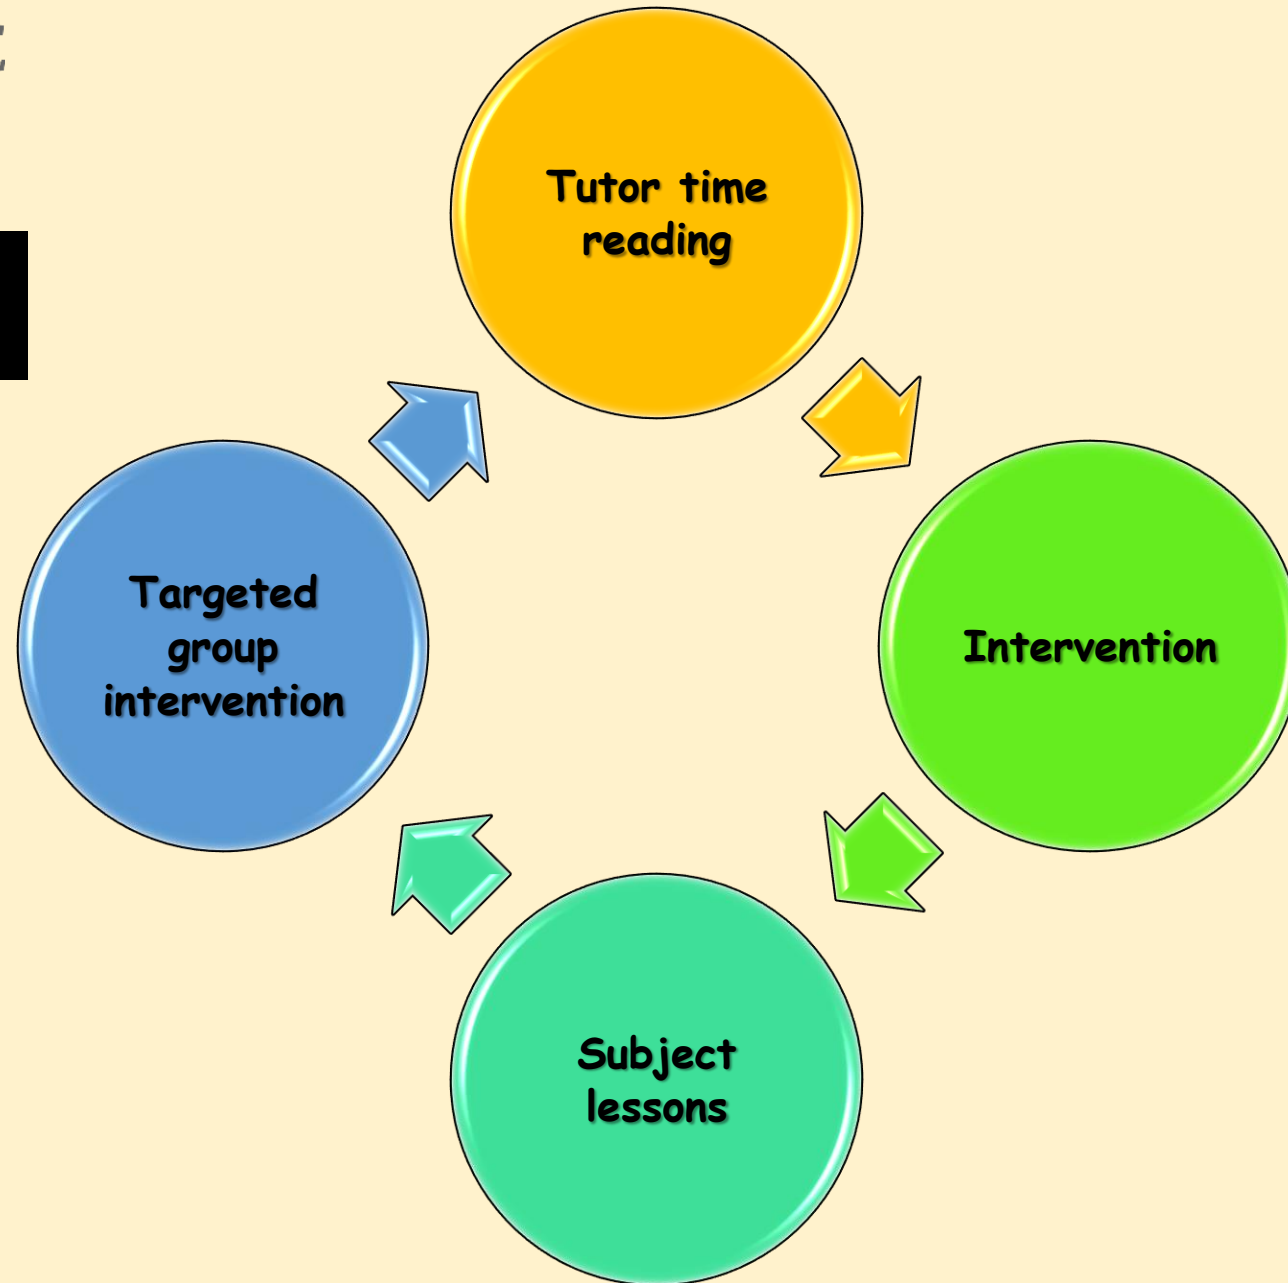 Tutor time
reading
Intervention
Subject
lessons
Targeted
group
intervention